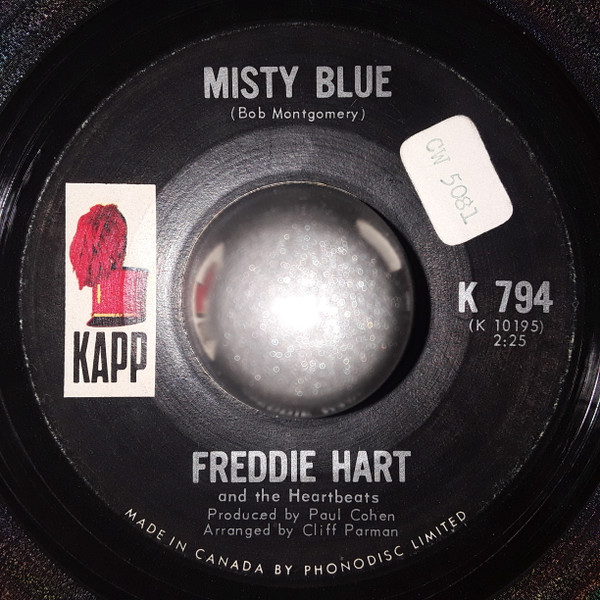 MISTY BLUE
(Bob Montgomery)
CW 5081
KAPP
K 794
(K 10195)
2:25
FREDDIE HART
and the Heartbeats
Produced by Paul Cohen
Arranged by Cliff Parman
MADE IN CANADA BY PHONODISC LIMITED